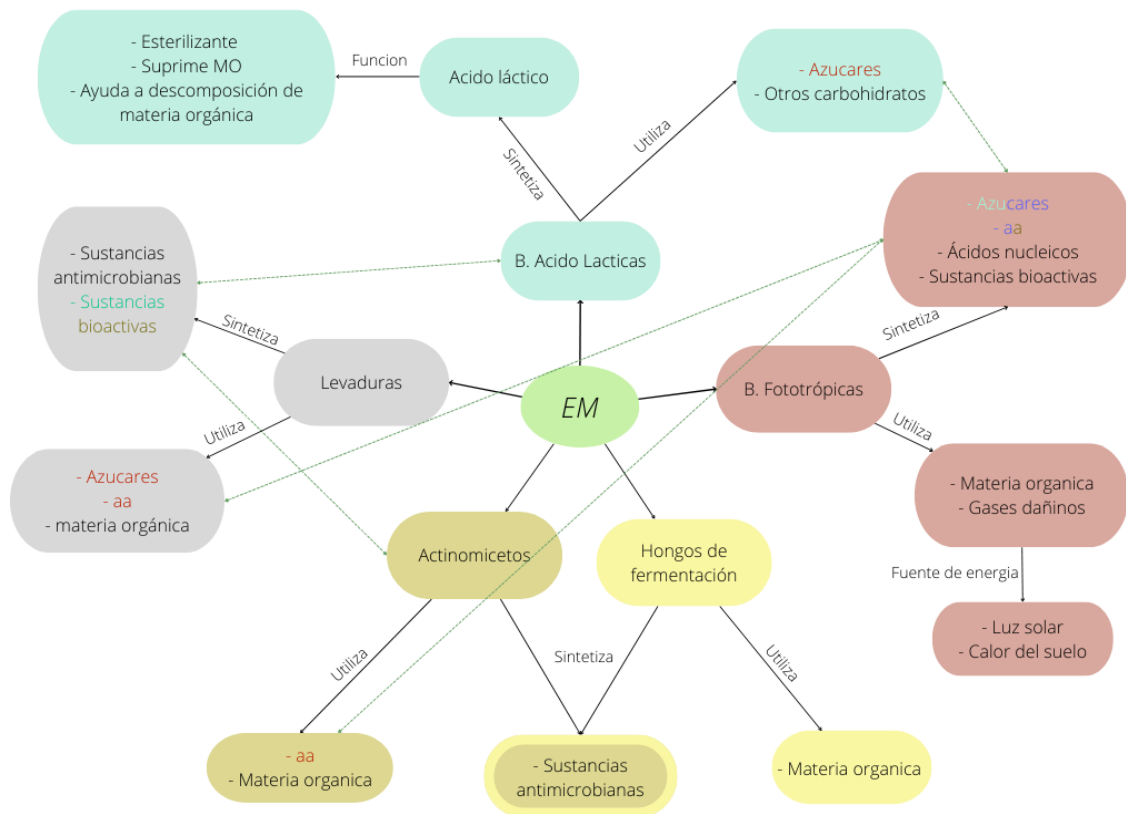 - Esterilizante
- Suprime MO
- Ayuda a descomposición de
materia orgánica
Funcion
Acido láctico
- Azucares
- Otros carbohidratos
Sintetiza
Utiliza
- Azucares
- aa
- Ácidos nucleicos
- Sustancias bioactivas
- Sustancias
antimicrobianas
- Sustancias
bioactivas
B. Acido Lacticas
Sintetiza
Sintetiza
Levaduras
EM
B. Fototrópicas
Utiliza
Utiliza
- Azucares
- aa
- materia orgánica
- Materia organica
- Gases dañinos
Actinomicetos
Hongos de
fermentación
Fuente de energia
- Luz solar
- Calor del suelo
Utiliza
Sintetiza
Utiliza
- aa
- Materia organica
- Sustancias
antimicrobianas
- Materia organica